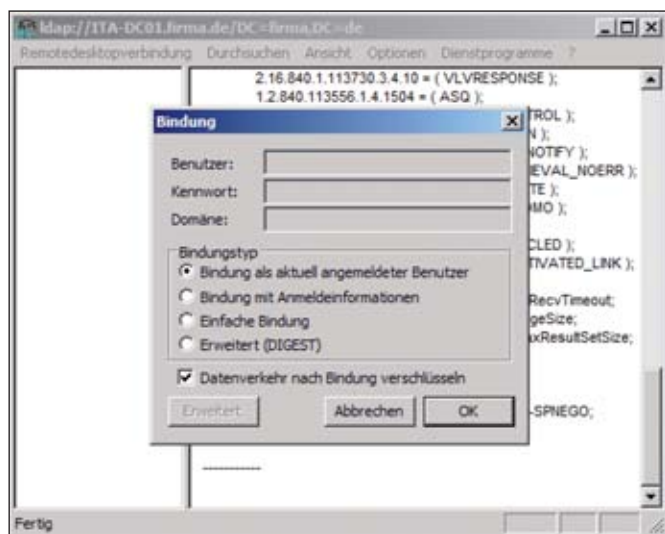 ldap://ITA-DC01.firma.de/DC=firma,DC=de
Remotedesktopverbindung Durchsuchen Ansicht Optionen Dienstprogramme ?
2.16.840.1.113730.3.4.10 = ( VLVRESPONSE );
1.2.840.113556.1.4.1504 = ( ASQ );
TROL );
N );
NOTIFY );
EVAL_NOERR );
TE );
OMO );
CLED );
TIVATED_LINK );
RecvTimeout;
geSize;
axResultSetSize;
-SPNEGO;
-----------
Bindung
Benutzer:
Kennwort:
Domäne:
Bindungstyp
Bindung als aktuell angemeldeter Benutzer
Bindung mit Anmeldeinformationen
Einfache Bindung
Erweitert (DIGEST)
Datenverkehr nach Bindung verschlüsseln
Erweitert Abbrechen OK
Fertig